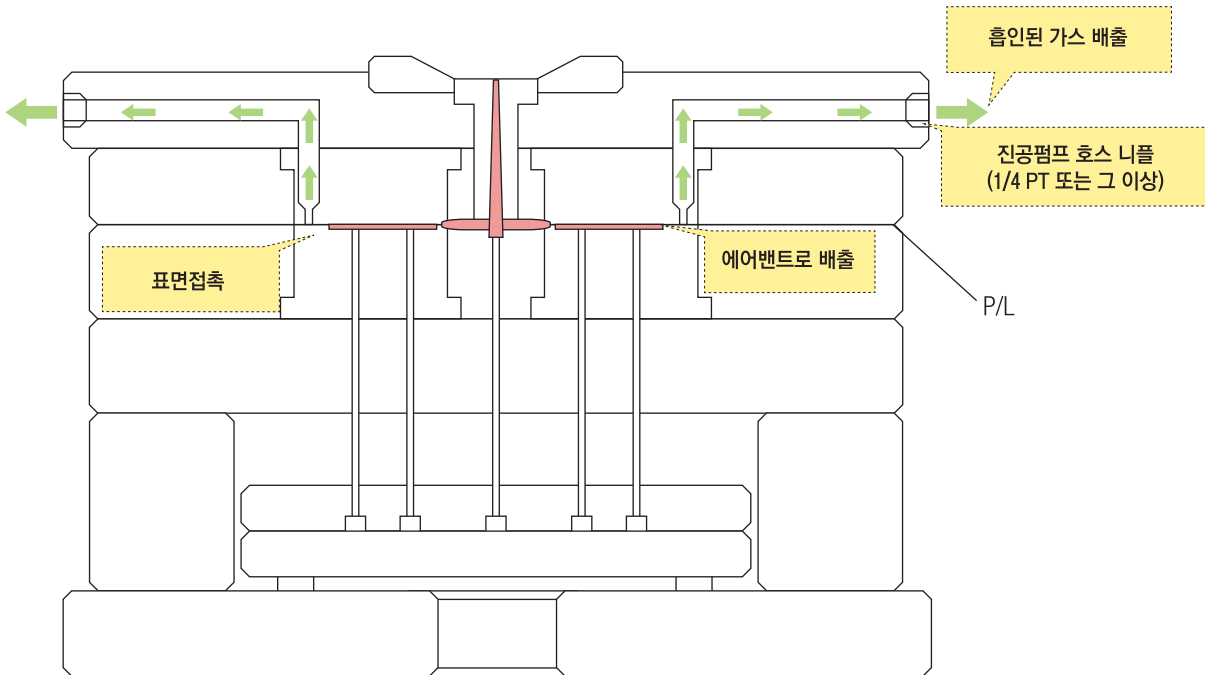 흡인된 가스 배출
진공펌프 호스 니플
(1/4 PT 또는 그 이상)
에어밴트로 배출
표면접촉
P/L